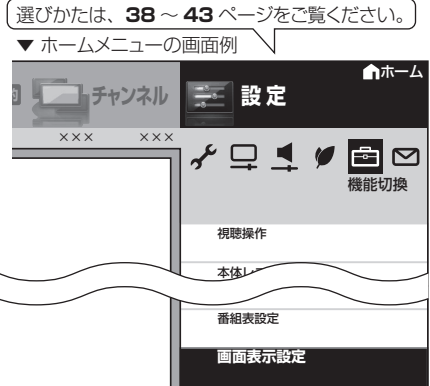 選びかたは、38 ～ 43 ページをご覧ください。
▼ ホームメニューの画面例
ホーム
チャンネル
設定
×××　×××
機能切換
視聴操作
番組表設定
画面表示設定